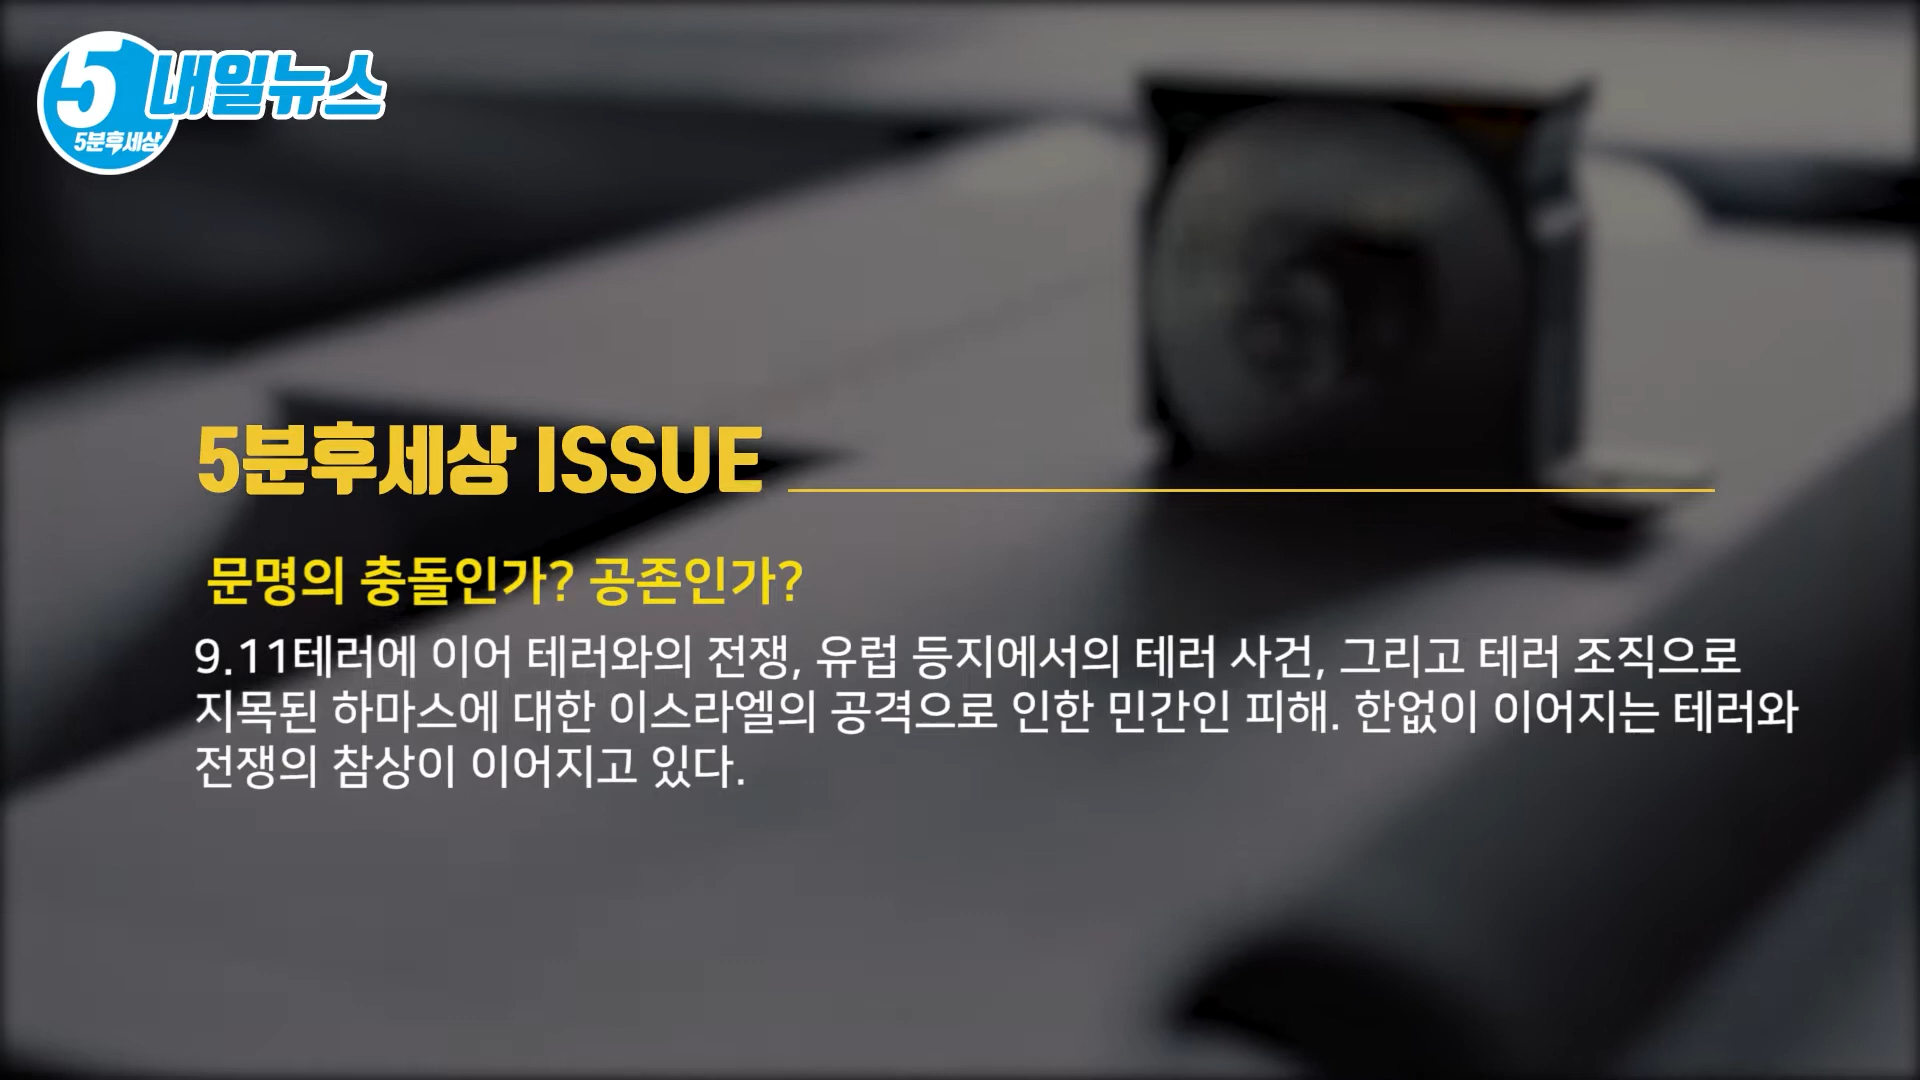 5 내일뉴스
5분후세상
5분후세상 ISSUE
문명의 충돌인가? 공존인가?
9.11테러에 이어 테러와의 전쟁, 유럽 등지에서의 테러 사건, 그리고 테러 조직으로
지목된 하마스에 대한 이스라엘의 공격으로 인한 민간인 피해. 한없이 이어지는 테러와
전쟁의 참상이 이어지고 있다.